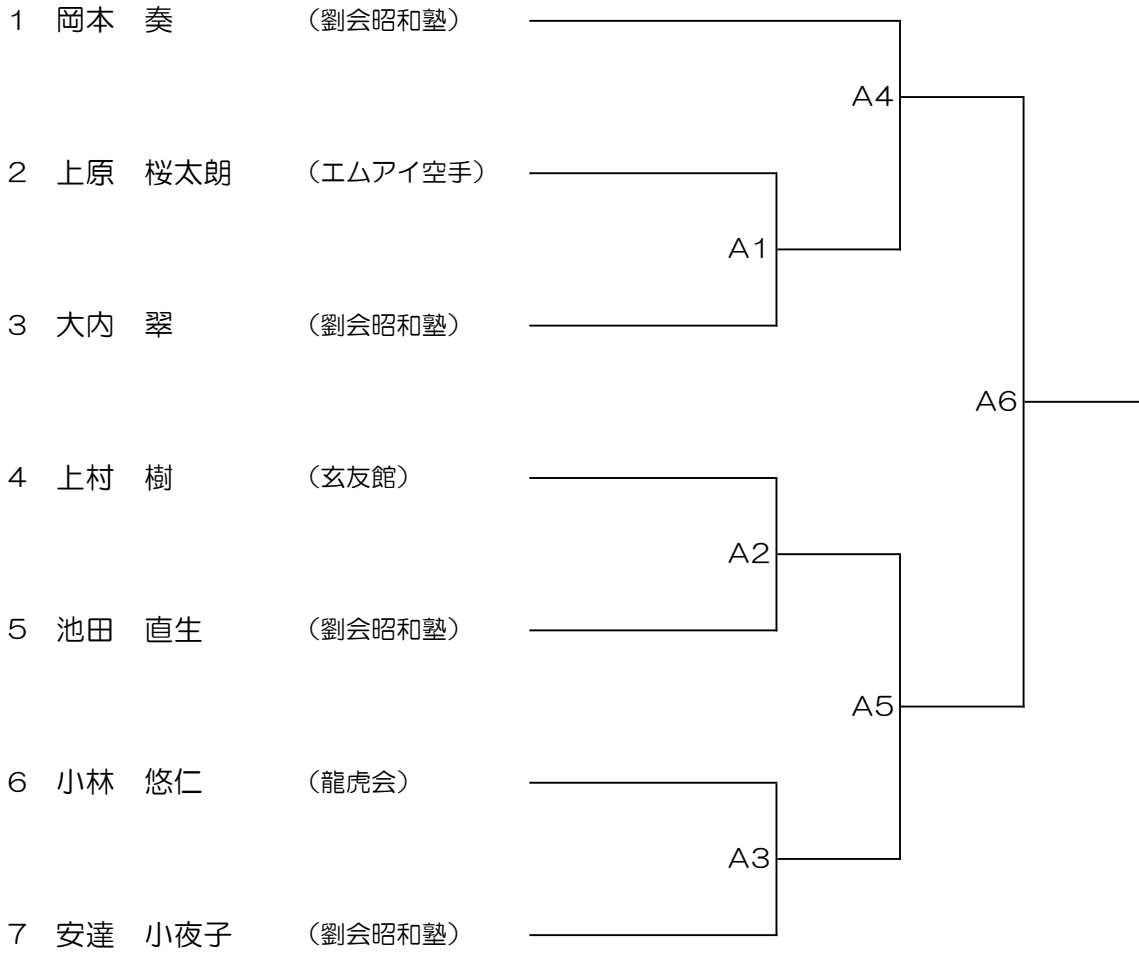 1 岡本 奏 （劉会昭和塾）
A4
2 上原 桜太朗 （エムアイ空手）
A1
3 大内 翠 （劉会昭和塾）
A6
4 上村 樹 （玄友館）
A2
5 池田 直生 （劉会昭和塾）
A5
6 小林 悠仁 （龍虎会）
A3
7 安達 小夜子 （劉会昭和塾）